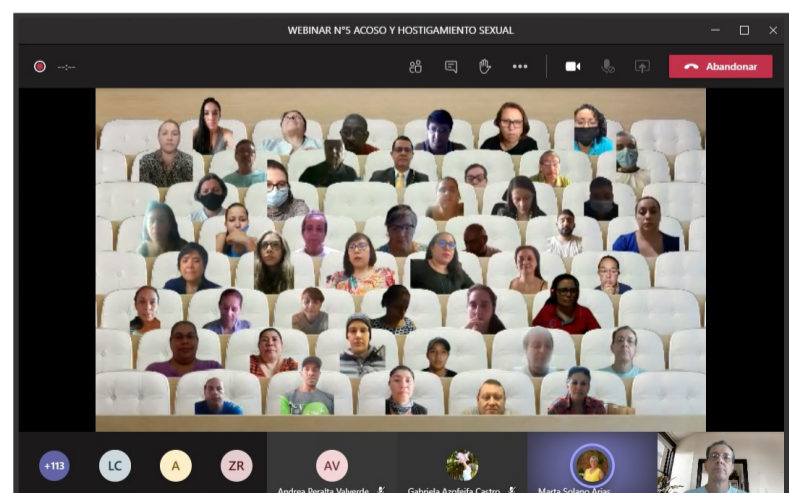 WEBINAR N°5 ACOSO Y HOSTIGAMIENTO SEXUAL
--:--
Abandonar
+113
LC
A
ZR
AV
Andrea Peralta Valverde
Gabriela Azofeifa Castro
Marta Solano Arias